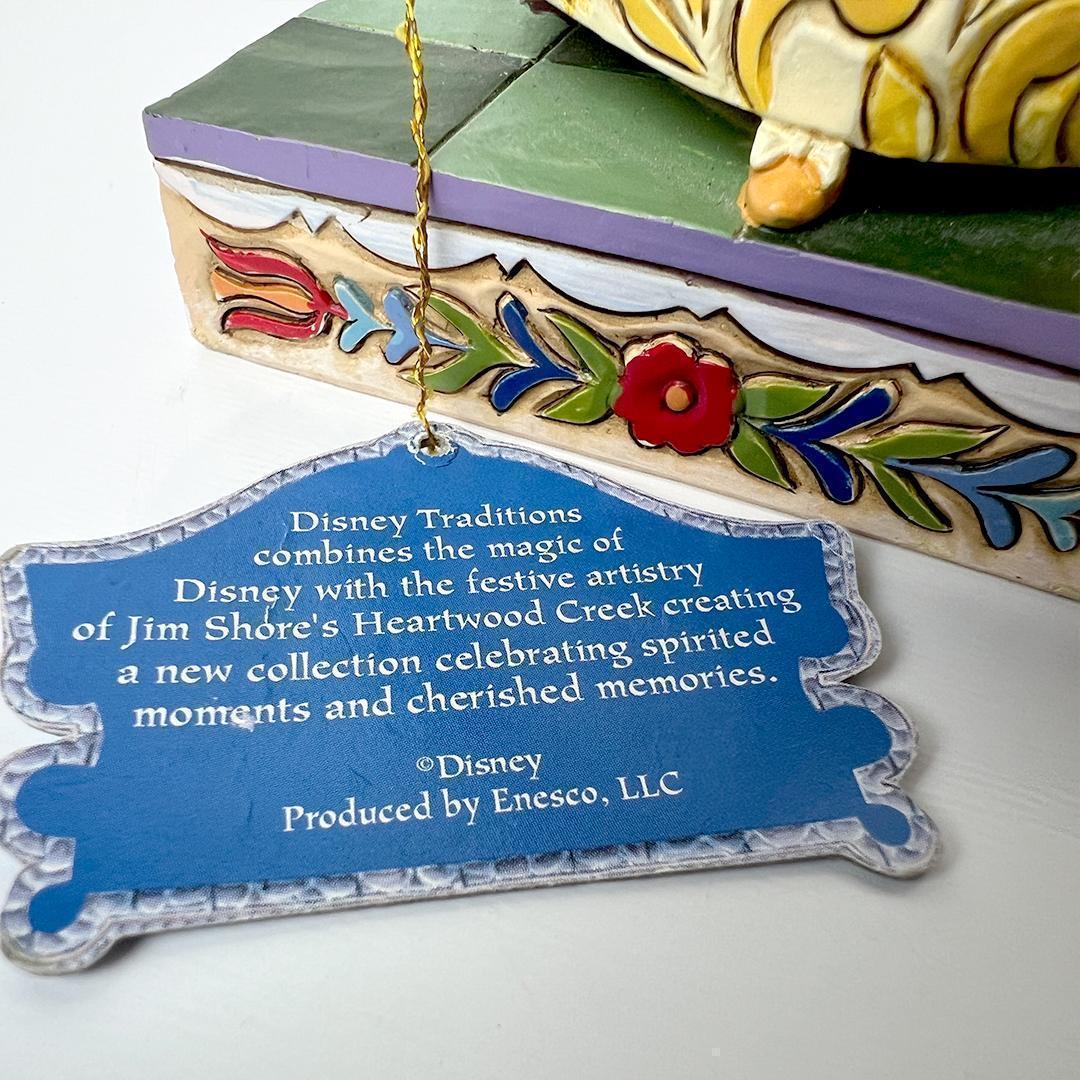 Disney Traditions
combines the magic of
Disney with the festive artistry
of Jim Shore's Heartwood Creek creating
a new collection celebrating spirited
moments and cherished memories.
©Disney
Produced by Enesco, LLC